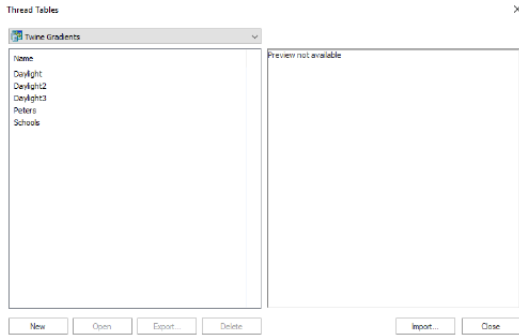 Thread Tables
Twine Gradients
Name
Daylight
Daylight2
Daylight3
Peters
Schools
Preview not available
New Open Export... Delete Import... Close